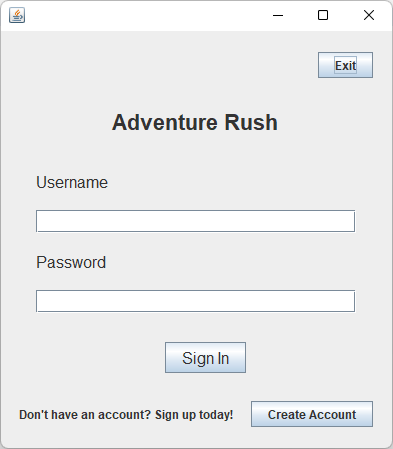 Exit
Adventure Rush
Username
Password
Sign In
Don't have an account? Sign up today!
Create Account